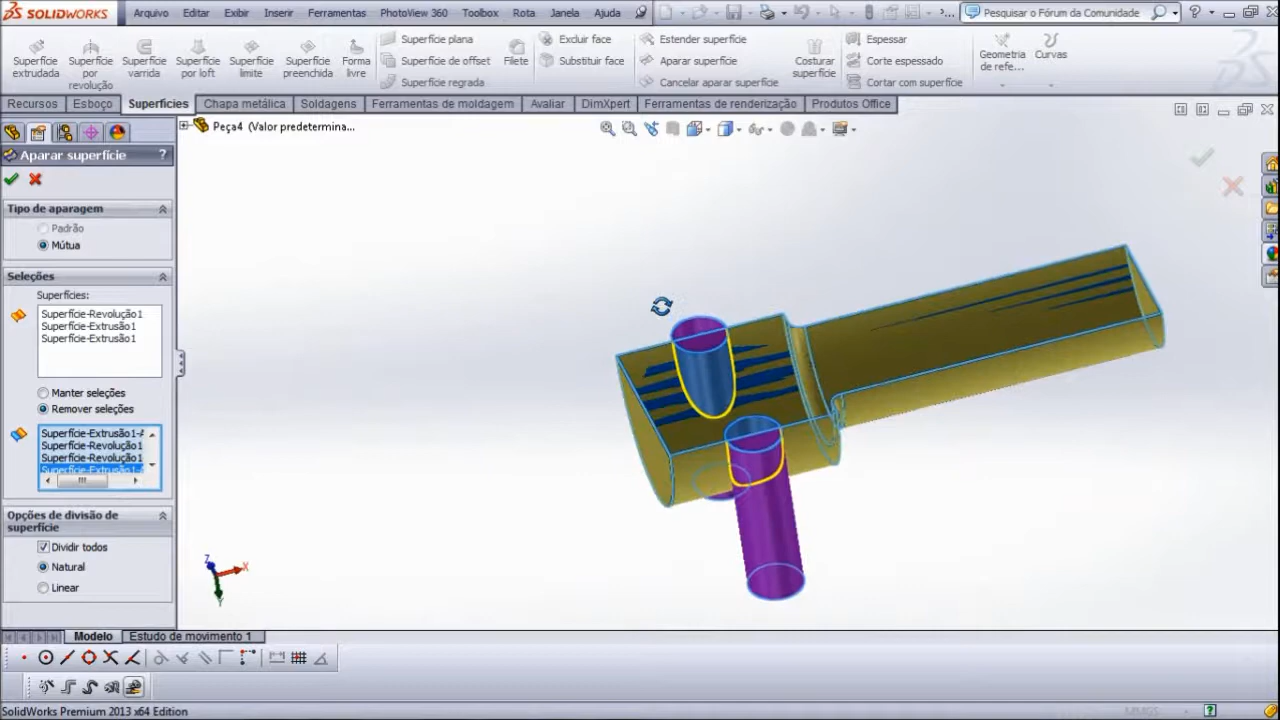 SOLIDWORKS
Arquivo Editar Exibir Inserir Ferramentas PhotoView 360 Toolbox Rota Janela Ajuda
Pesquisar o Fórum da Comunidade
Superfície extrudada
Superfície por revolução
Superfície varrida
Superfície por loft
Superfície limite
Superfície preenchida
Forma livre
Superfície plana
Superfície de offset
Superfície regrada
Filete
Excluir face
Substituir face
Estender superfície
Aparar superfície
Cancelar aparar superfície
Costurar superfície
Espessar
Corte espessado
Cortar com superfície
Geometria de refe...
Curvas
Recursos Esboço Superfícies Chapa metálica Soldagens Ferramentas de moldagem Avaliar DimXpert Ferramentas de renderização Produtos Office
Peça4 (Valor predetermina...
Aparar superfície ?
Tipo de aparagem
Padrão
Mútua
Seleções
Superfícies:
Superfície-Revolução1
Superfície-Extrusão1
Superfície-Extrusão1
Manter seleções
Remover seleções
Superfície-Extrusão1-A
Superfície-Revolução1
Superfície-Revolução1
Superfície-Extrusão1-
Opções de divisão de
superfície
Dividir todos
Natural
Linear
Z
X
Y
Modelo Estudo de movimento 1
SolidWorks Premium 2013 x64 Edition